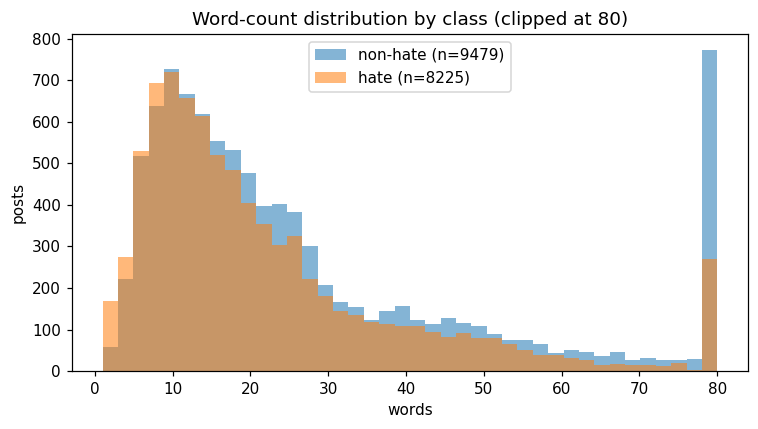 Word-count distribution by class (clipped at 80)
non-hate (n=9479)
hate (n=8225)
posts
800
700
600
500
400
300
200
100
0
0 10 20 30 40 50 60 70 80
words